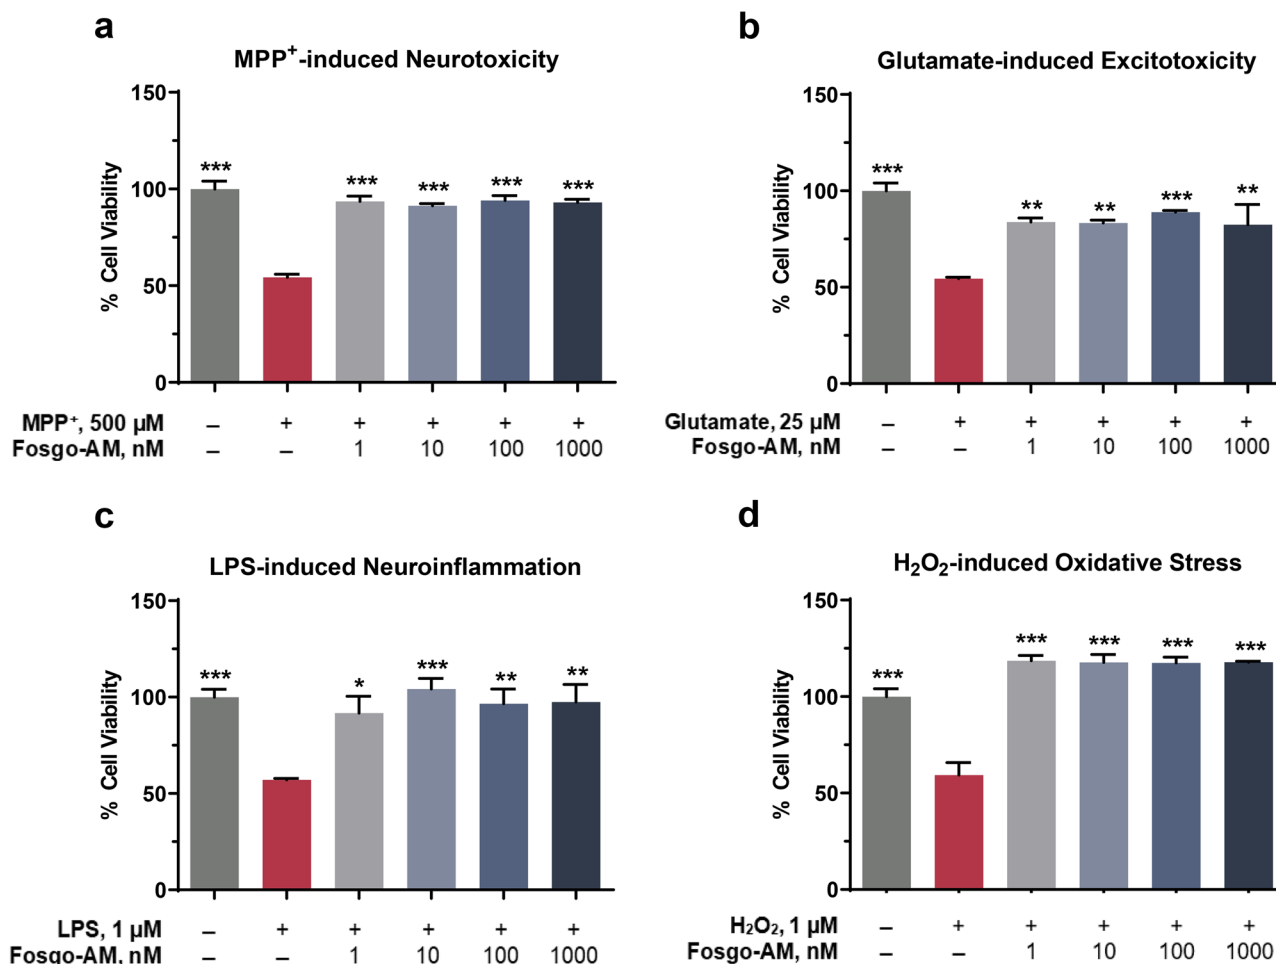 a
MPP⁺-induced Neurotoxicity
150
100
50
0
% Cell Viability
*** *** *** *** ***
MPP⁺, 500 µM – + + + + +
Fosgo-AM, nM – – 1 10 100 1000
b
Glutamate-induced Excitotoxicity
150
100
50
0
% Cell Viability
*** ** ** *** **
Glutamate, 25 µM – + + + + +
Fosgo-AM, nM – – 1 10 100 1000
c
LPS-induced Neuroinflammation
150
100
50
0
% Cell Viability
*** * *** ** **
LPS, 1 µM – + + + + +
Fosgo-AM, nM – – 1 10 100 1000
d
H₂O₂-induced Oxidative Stress
150
100
50
0
% Cell Viability
*** *** *** *** ***
H₂O₂, 1 µM – + + + + +
Fosgo-AM, nM – – 1 10 100 1000